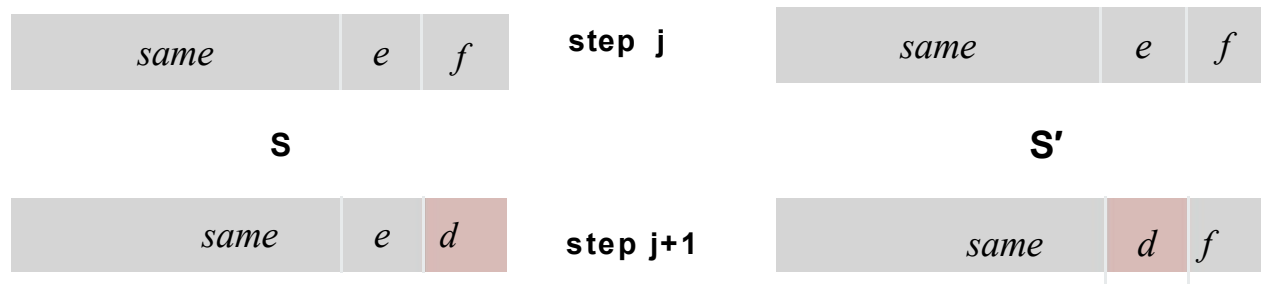 same e f step j same e f
S S′
same e d step j+1 same d f